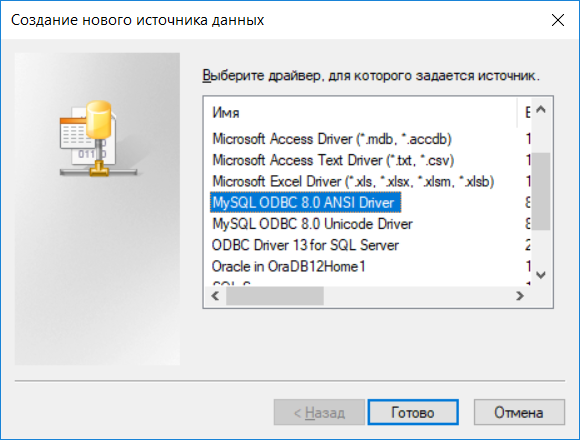 Создание нового источника данных
Выберите драйвер, для которого задается источник.
Имя
Microsoft Access Driver (*.mdb, *.accdb)
Microsoft Access Text Driver (*.txt, *.csv)
Microsoft Excel Driver (*.xls, *.xlsx, *.xlsm, *.xlsb)
MySQL ODBC 8.0 ANSI Driver
MySQL ODBC 8.0 Unicode Driver
ODBC Driver 13 for SQL Server
Oracle in OraDB12Home1
< Назад Готово Отмена